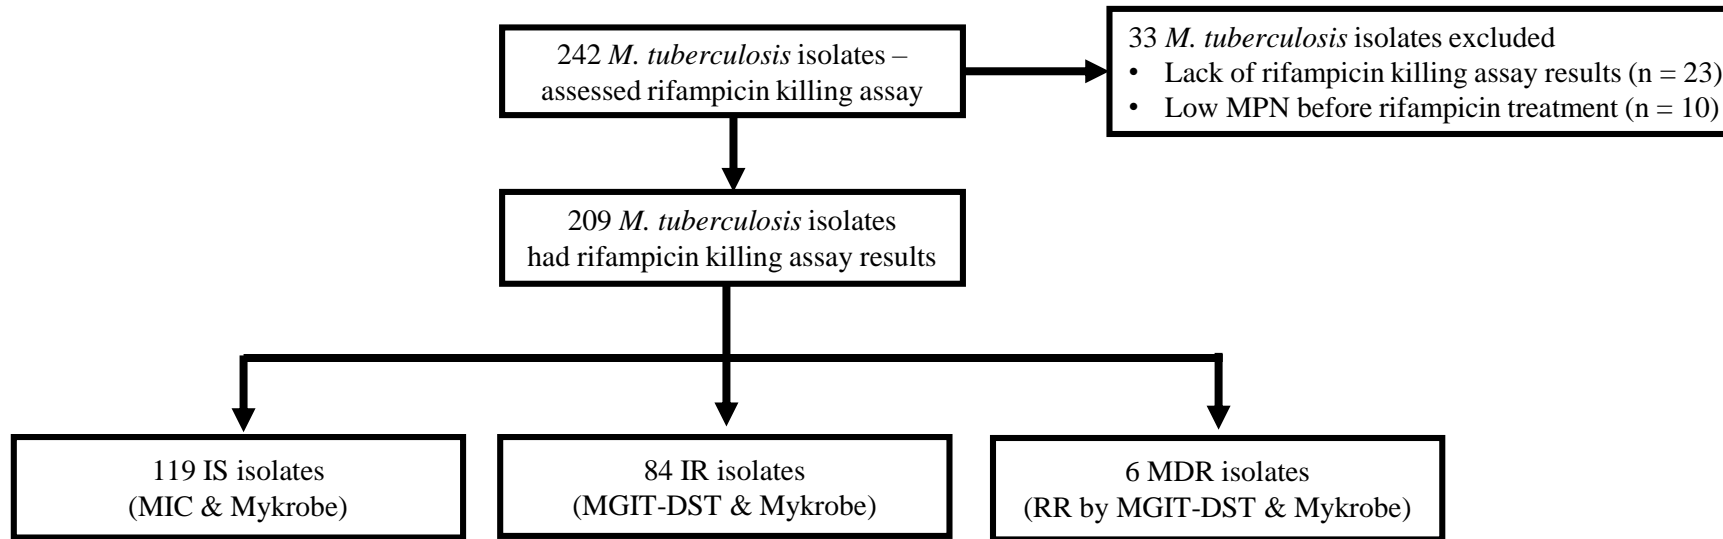 242 M. tuberculosis isolates –
assessed rifampicin killing assay
33 M. tuberculosis isolates excluded
• Lack of rifampicin killing assay results (n = 23)
• Low MPN before rifampicin treatment (n = 10)
209 M. tuberculosis isolates
had rifampicin killing assay results
119 IS isolates
(MIC & Mykrobe)
84 IR isolates
(MGIT-DST & Mykrobe)
6 MDR isolates
(RR by MGIT-DST & Mykrobe)